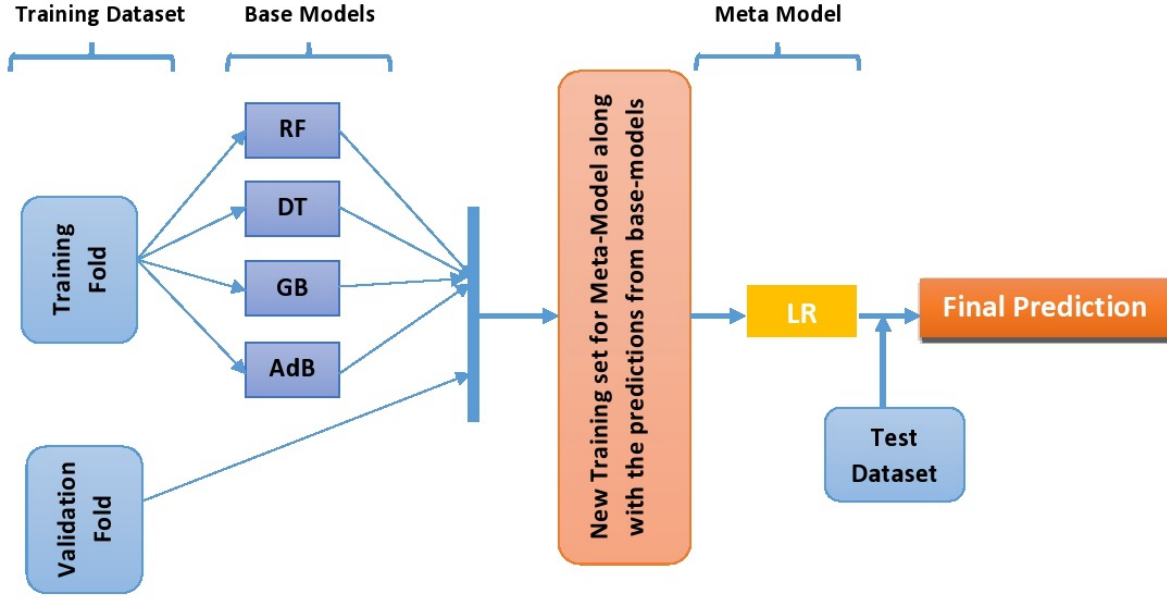 Training Dataset
Base Models
Meta Model
RF
DT
GB
AdB
Training
Fold
Validation
Fold
New Training set for Meta-Model along
with the predictions from base-models
LR
Final Prediction
Test
Dataset